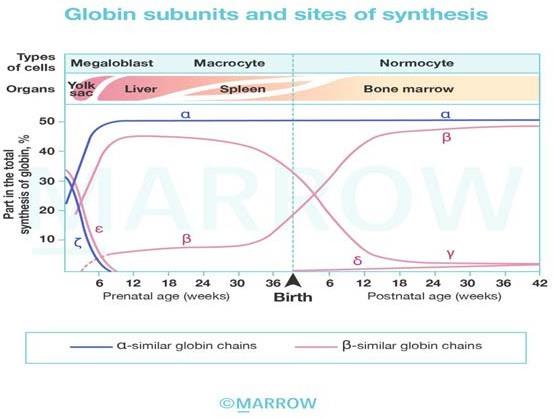 Globin subunits and sites of synthesis
Types of cells
Megaloblast Macrocyte Normocyte
Organs
Yolk sac
Liver Spleen Bone marrow
MARROW
Part in the total
synthesis of globin, %
50
40
30
20
10
α α
β
γ
δ
β
ε
ζ
6 12 18 24 30 36 6 12 18 24 30 36 42
Prenatal age (weeks) Birth Postnatal age (weeks)
α-similar globin chains β-similar globin chains
©MARROW